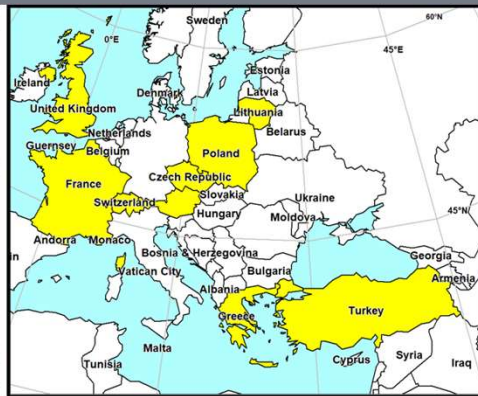 Sweden
60°N
0°E
45°E
Estonia
Ireland
Latvia
Denmark
United Kingdom
Lithuania
Netherlands
Belarus
Guernsey
Belgium
Poland
Czech Republic
France
Ukraine
Slovakia
Switzerland
Hungary
Moldova
45°N
Andorra
Monaco
in
Bosnia & Herzegovina
Georgia
Vatican City
Bulgaria
Armenia
Albania
Greece
Turkey
Malta
Cyprus
Syria
Tunisia
Iraq